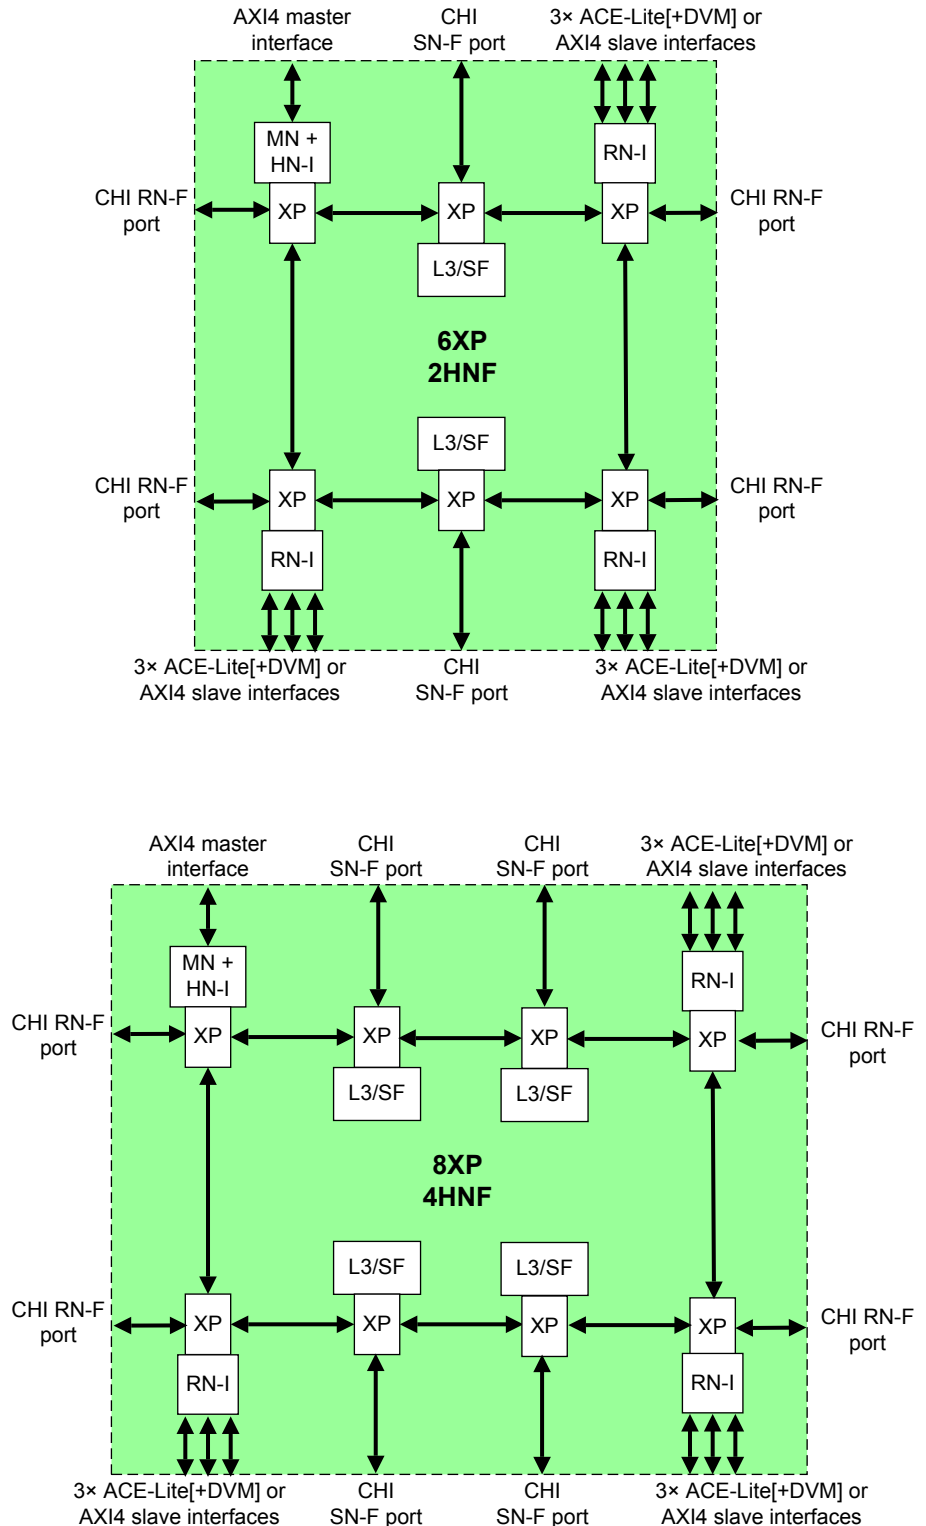 AXI4 master
interface
CHI
SN-F port
3× ACE-Lite[+DVM] or
AXI4 slave interfaces
MN +
HN-I
RN-I
CHI RN-F
port
XP
XP
XP
CHI RN-F
port
L3/SF
6XP
2HNF
L3/SF
CHI RN-F
port
XP
XP
XP
CHI RN-F
port
RN-I
RN-I
3× ACE-Lite[+DVM] or
AXI4 slave interfaces
CHI
SN-F port
3× ACE-Lite[+DVM] or
AXI4 slave interfaces
AXI4 master
interface
CHI
SN-F port
CHI
SN-F port
3× ACE-Lite[+DVM] or
AXI4 slave interfaces
MN +
HN-I
RN-I
CHI RN-F
port
XP
XP
XP
XP
CHI RN-F
port
L3/SF
L3/SF
8XP
4HNF
L3/SF
L3/SF
CHI RN-F
port
XP
XP
XP
XP
CHI RN-F
port
RN-I
RN-I
3× ACE-Lite[+DVM] or
AXI4 slave interfaces
CHI
SN-F port
CHI
SN-F port
3× ACE-Lite[+DVM] or
AXI4 slave interfaces